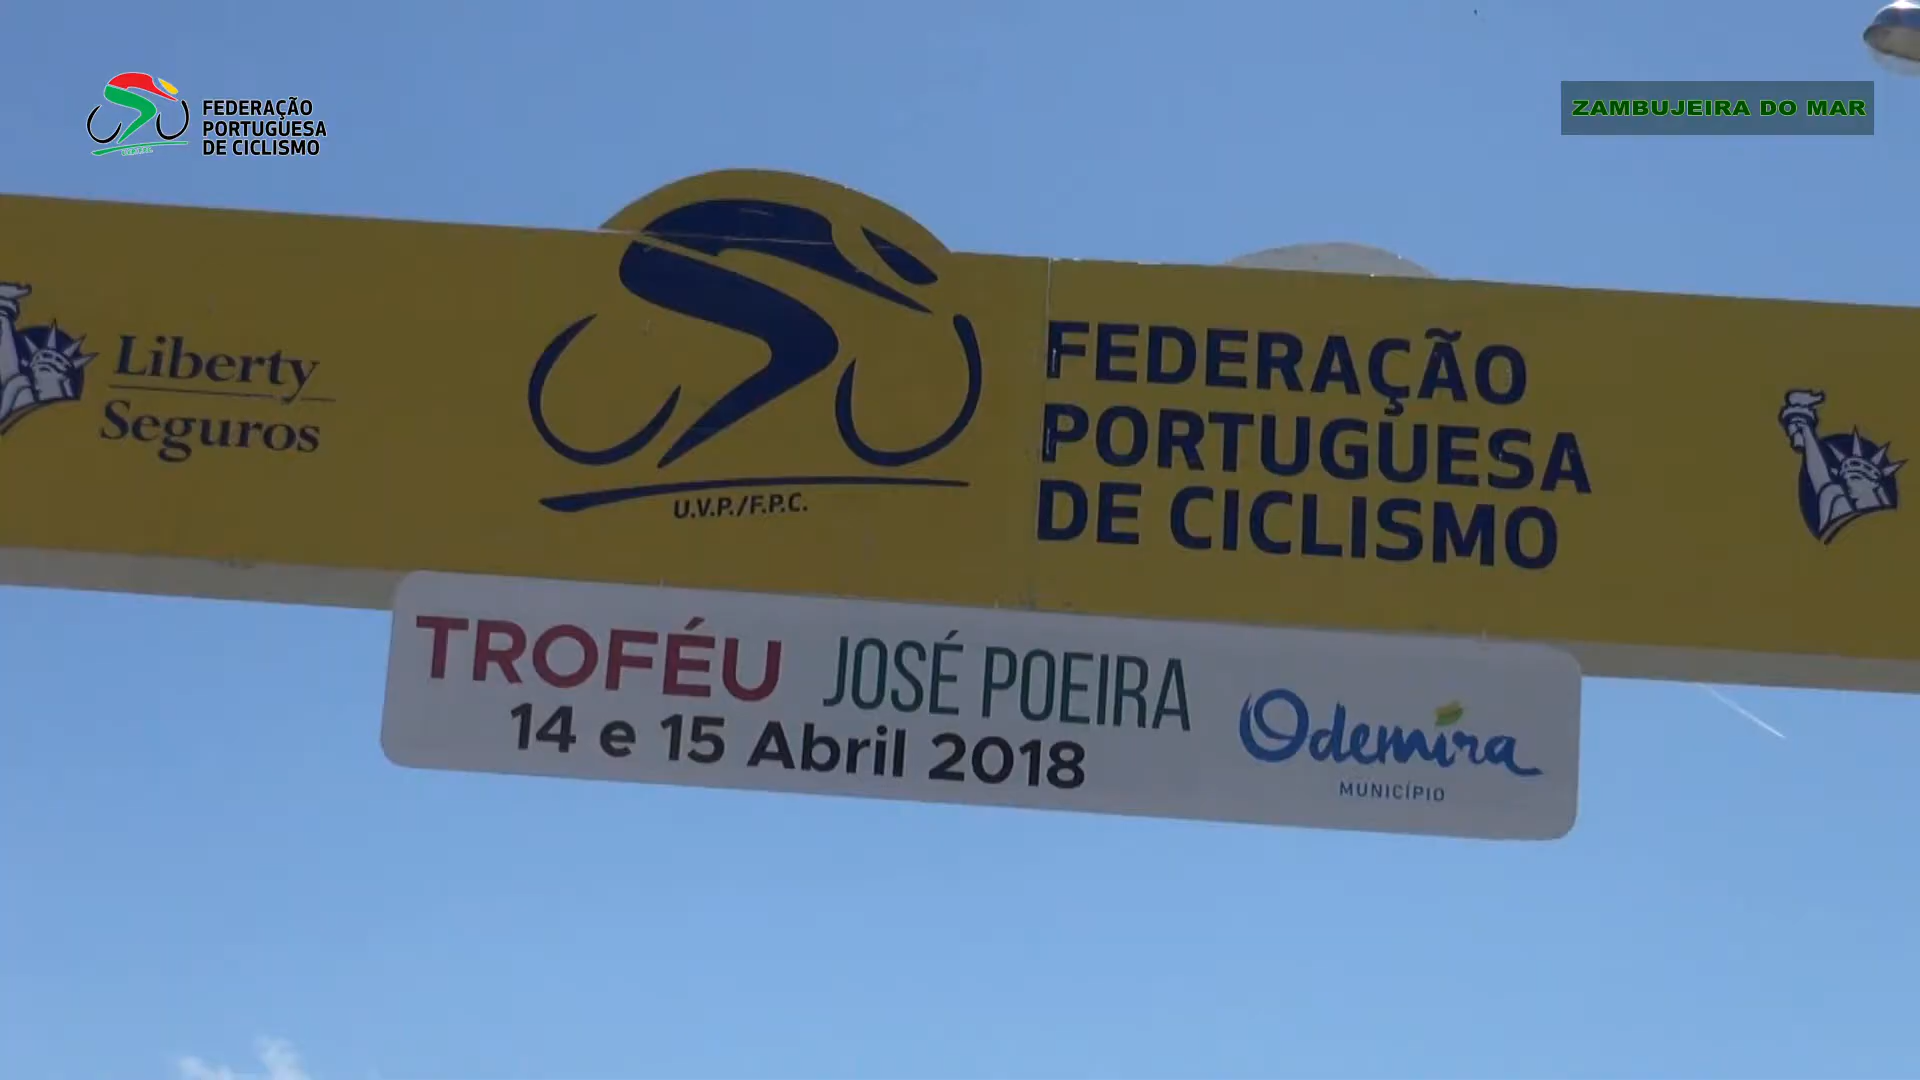 FEDERAÇÃO
PORTUGUESA
DE CICLISMO
ZAMBUJEIRA DO MAR
Liberty
Seguros
U.V.P./F.P.C.
FEDERAÇÃO
PORTUGUESA
DE CICLISMO
TROFÉU JOSÉ POEIRA
14 e 15 Abril 2018
Odemira
MUNICÍPIO